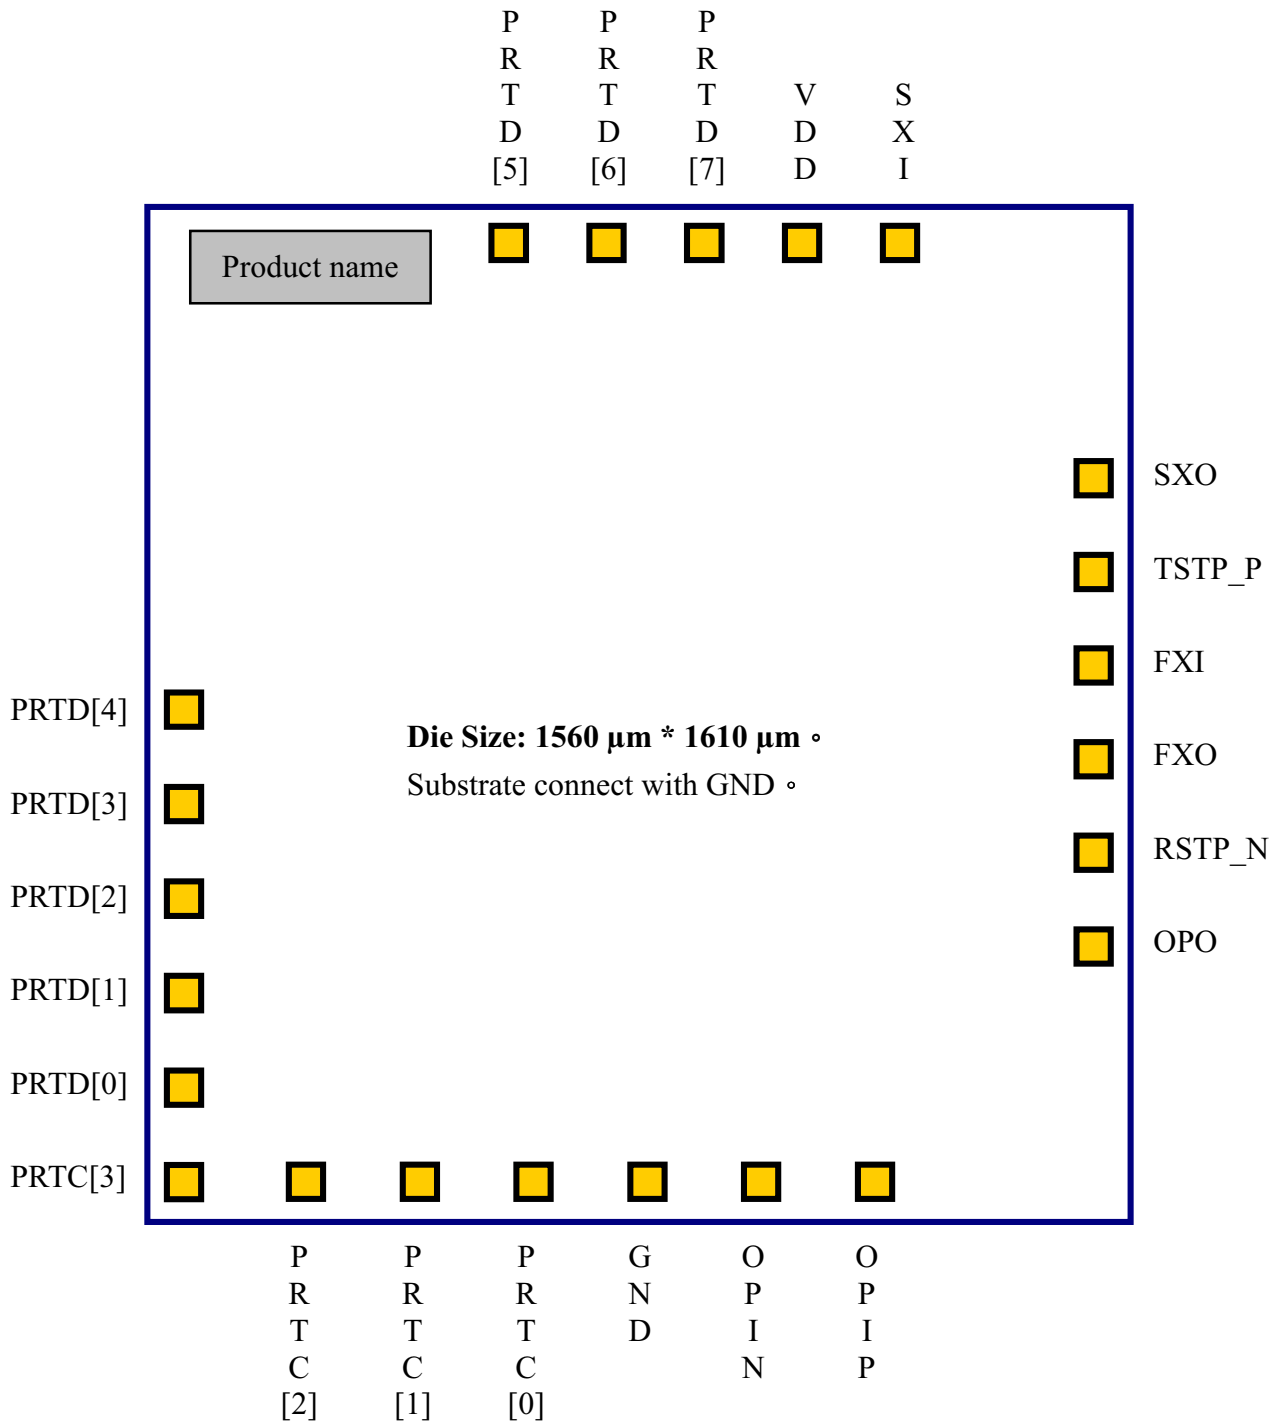 PRTD[5]
PRTD[6]
PRTD[7]
VDD
SXI
Product name
SXO
TSTP_P
FXI
FXO
RSTP_N
OPO
PRTD[4]
PRTD[3]
PRTD[2]
PRTD[1]
PRTD[0]
PRTC[3]
Die Size: 1560 μm * 1610 μm。
Substrate connect with GND。
PRTC[2]
PRTC[1]
PRTC[0]
GND
OPIN
OPIP